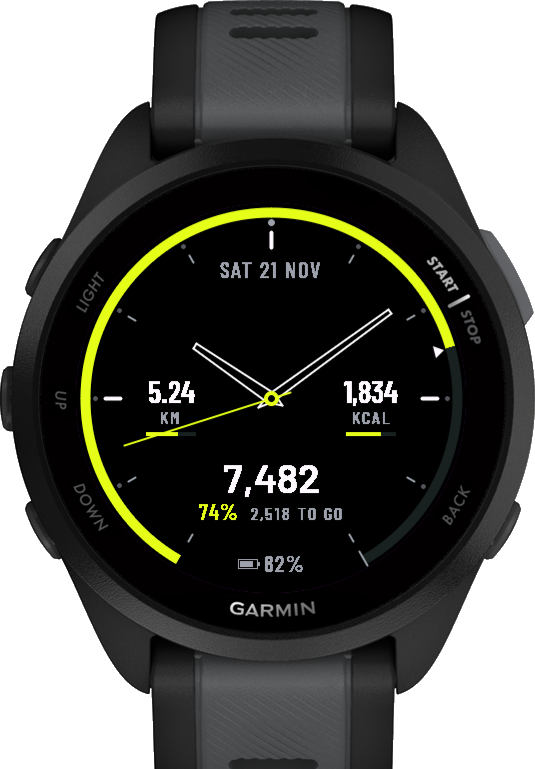 SAT 21 NOV
START
STOP
LIGHT
5.24
KM
1,834
KCAL
UP
7,482
74% 2,518 TO GO
DOWN
BACK
82%
GARMIN